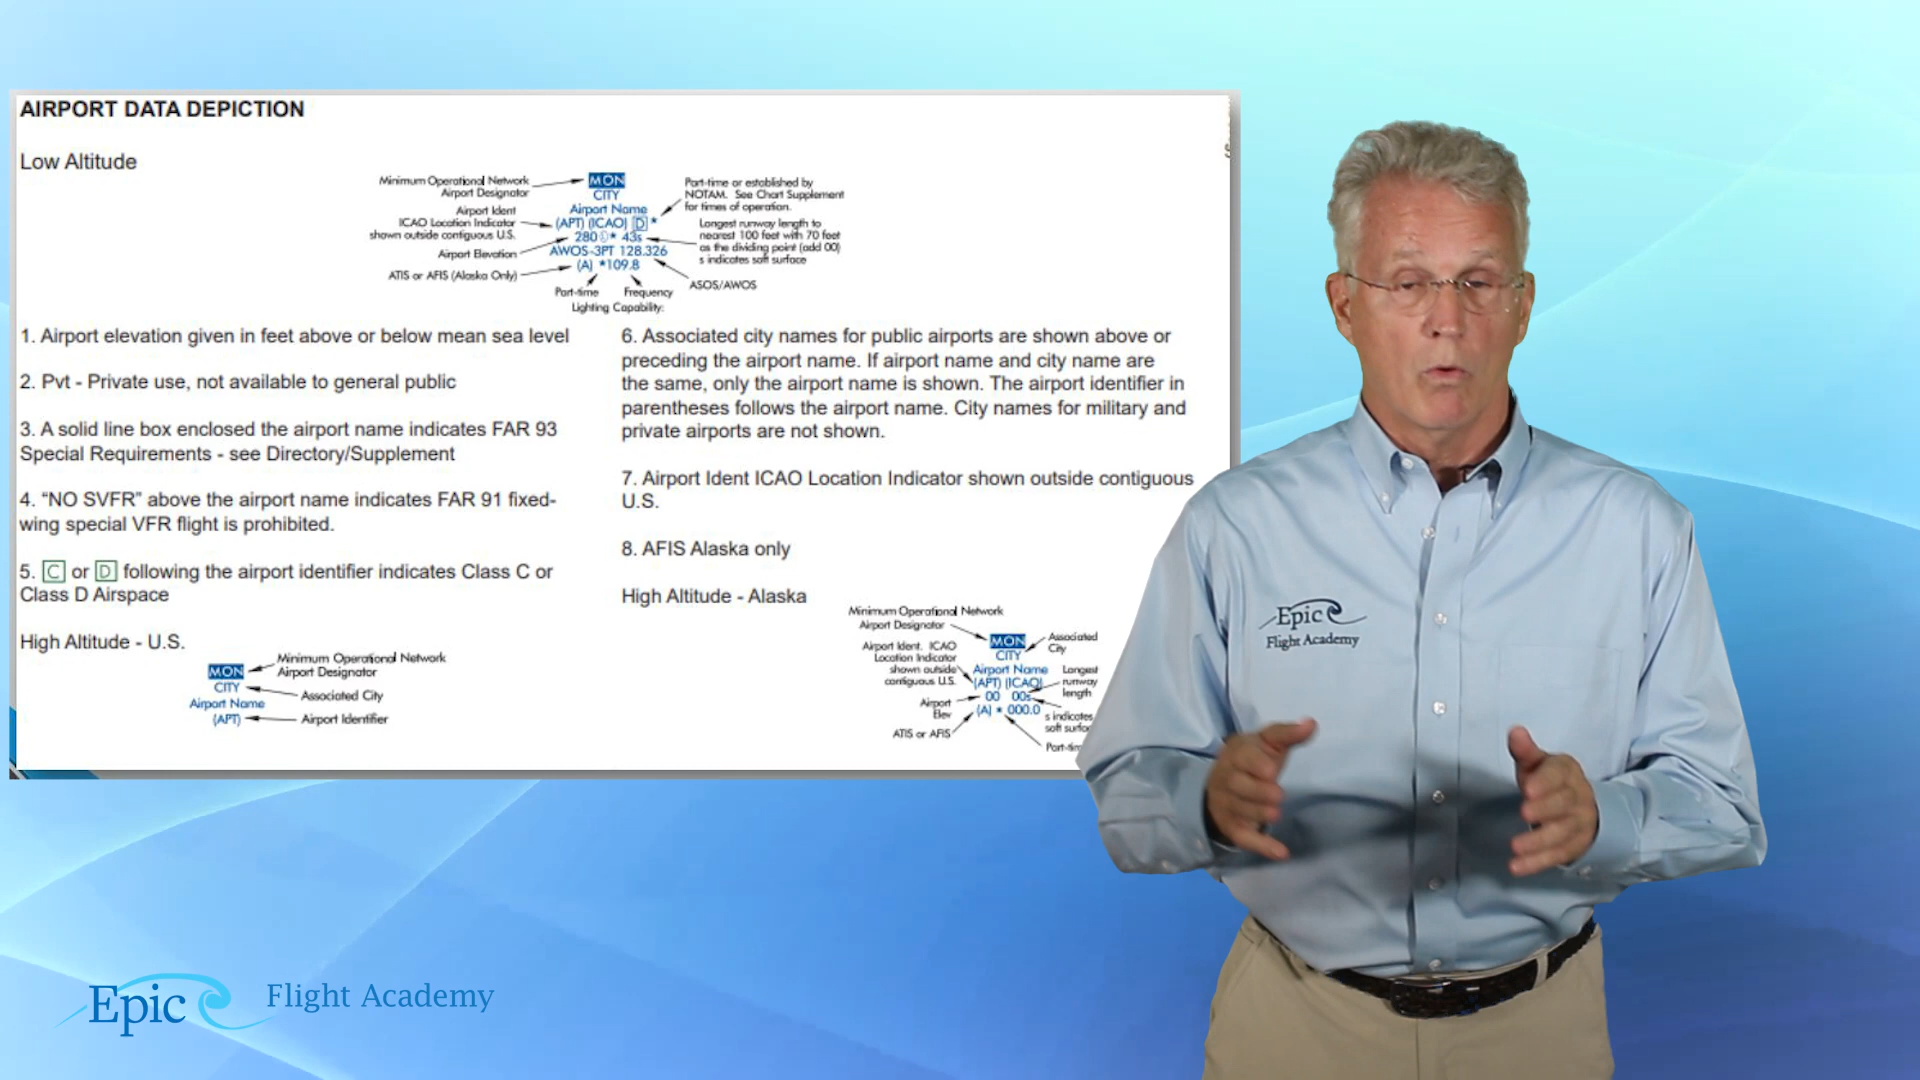 AIRPORT DATA DEPICTION
Low Altitude
Minimum Operational Network
Airport Designator
Airport Ident
ICAO Location Indicator
shown outside contiguous U.S.
Airport Elevation
ATIS or AFIS (Alaska Only)
MON
CITY
Airport Name
(APT) (ICAO) D *
280 * 43s
AWOS-3PT 128.326
(A) *109.8
Part-time
Frequency
Lighting Capability:
Part-time or established by
NOTAM. See Chart Supplement
for times of operation.
Longest runway length to
nearest 100 feet with 70 feet
as the dividing point (add 00)
s indicates soft surface
ASOS/AWOS
1. Airport elevation given in feet above or below mean sea level
2. Pvt - Private use, not available to general public
3. A solid line box enclosed the airport name indicates FAR 93
Special Requirements - see Directory/Supplement
4. “NO SVFR” above the airport name indicates FAR 91 fixed-
wing special VFR flight is prohibited.
5. C or D following the airport identifier indicates Class C or
Class D Airspace
High Altitude - U.S.
MON
CITY
Airport Name
(APT)
Minimum Operational Network
Airport Designator
Associated City
Airport Identifier
6. Associated city names for public airports are shown above or
preceding the airport name. If airport name and city name are
the same, only the airport name is shown. The airport identifier in
parentheses follows the airport name. City names for military and
private airports are not shown.
7. Airport Ident ICAO Location Indicator shown outside contiguous
U.S.
8. AFIS Alaska only
High Altitude - Alaska
Minimum Operational Network
Airport Designator
Airport Ident. ICAO
Location Indicator
shown outside
contiguous U.S.
Airport
Elev
ATIS or AFIS
MON
CITY
Airport Name
(APT) (ICAO)
00 00s
(A) * 000.0
Associated
City
Longest
runway
length
s indicates
soft
Epic
Flight Academy
Epic Flight Academy